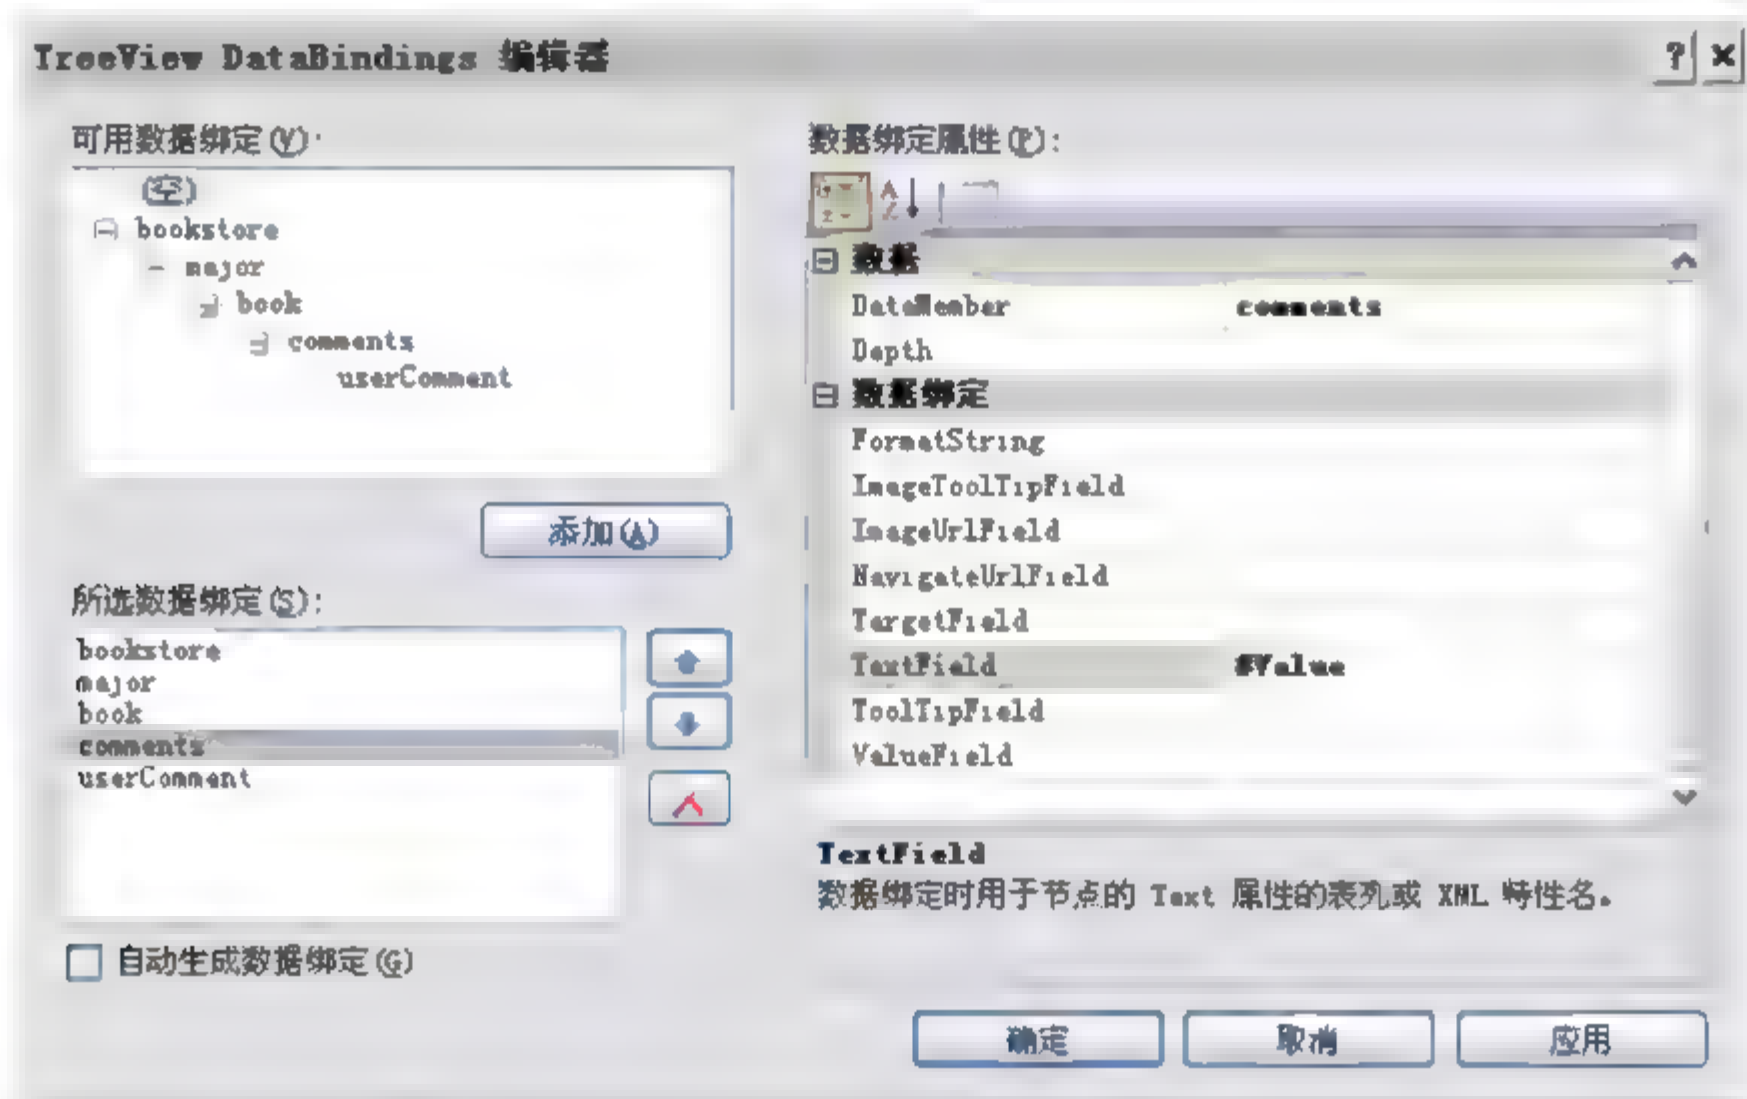 TreeView DataBindings 编辑器
可用数据绑定(Y):
(空)
bookstore
major
book
comments
userComment
添加(A)
所选数据绑定(S):
bookstore
major
book
comments
userComment
自动生成数据绑定(G)
数据绑定属性(P):
数据
DataMember comments
Depth
数据绑定
FormatString
ImageToolTipField
ImageUrlField
NavigateUrlField
TargetField
TextField #Value
ToolTipField
ValueField
TextField
数据绑定时用于节点的 Text 属性的表列或 XML 特性名。
确定 取消 应用